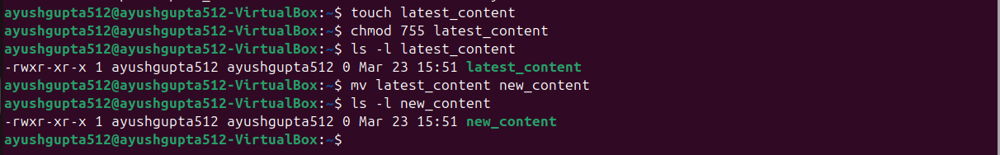 ayushgupta512@ayushgupta512-VirtualBox:~$ touch latest_content
ayushgupta512@ayushgupta512-VirtualBox:~$ chmod 755 latest_content
ayushgupta512@ayushgupta512-VirtualBox:~$ ls -l latest_content
-rwxr-xr-x 1 ayushgupta512 ayushgupta512 0 Mar 23 15:51 latest_content
ayushgupta512@ayushgupta512-VirtualBox:~$ mv latest_content new_content
ayushgupta512@ayushgupta512-VirtualBox:~$ ls -l new_content
-rwxr-xr-x 1 ayushgupta512 ayushgupta512 0 Mar 23 15:51 new_content
ayushgupta512@ayushgupta512-VirtualBox:~$